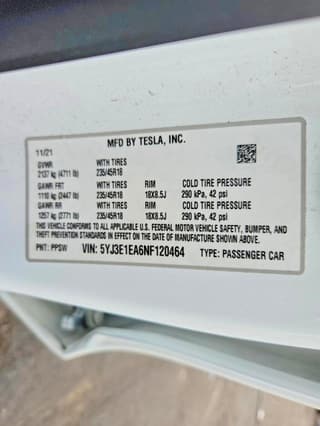 MFD BY TESLA, INC.
11/21
GVWR WITH TIRES
2137 kg (4711 lb) 235/45R18
GAWR FRT WITH TIRES RIM COLD TIRE PRESSURE
1110 kg (2447 lb) 235/45R18 18X8.5J 290 kPa, 42 psi
GAWR RR WITH TIRES RIM COLD TIRE PRESSURE
1257 kg (2771 lb) 235/45R18 18X8.5J 290 kPa, 42 psi
THIS VEHICLE CONFORMS TO ALL APPLICABLE U.S. FEDERAL MOTOR VEHICLE SAFETY, BUMPER, AND
THEFT PREVENTION STANDARDS IN EFFECT ON THE DATE OF MANUFACTURE SHOWN ABOVE.
PNT: PPSW VIN: 5YJ3E1EA6NF120464 TYPE: PASSENGER CAR